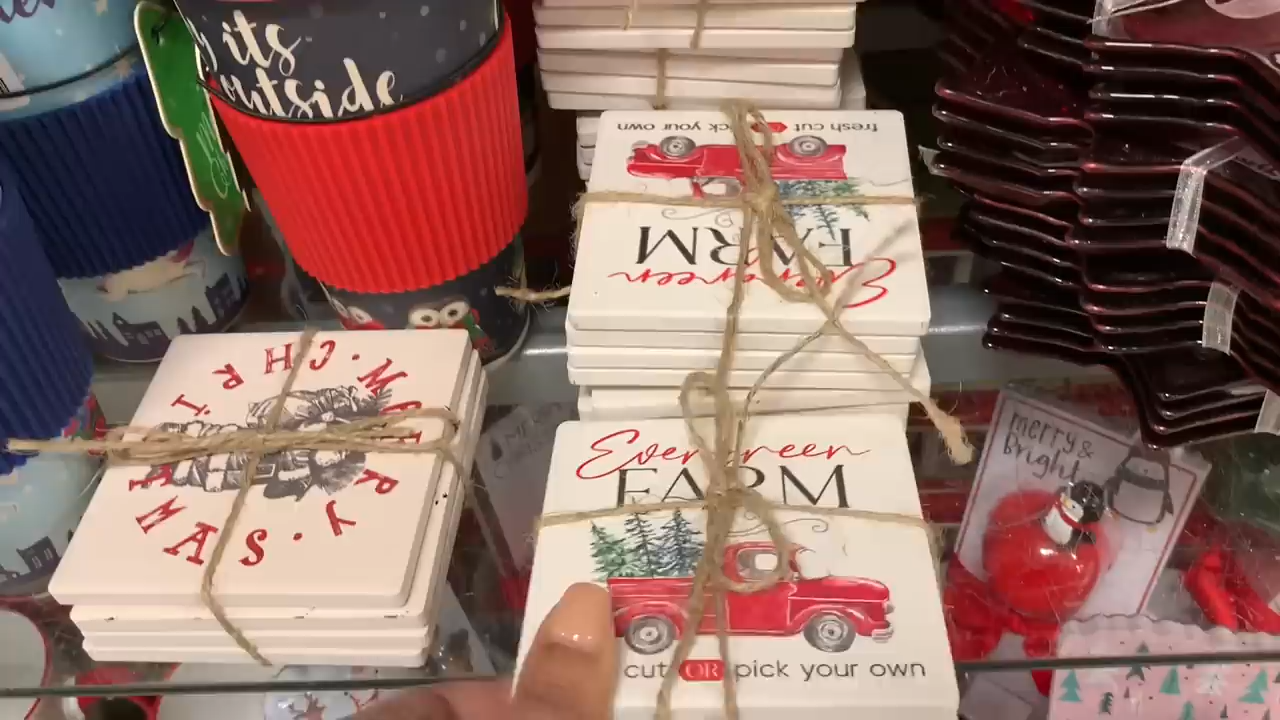 its
outside
fresh cut OR pick your own
FARM
Evergreen
MERRY • CHRISTMAS •
Evergreen
FARM
cut OR pick your own
merry &
Bright